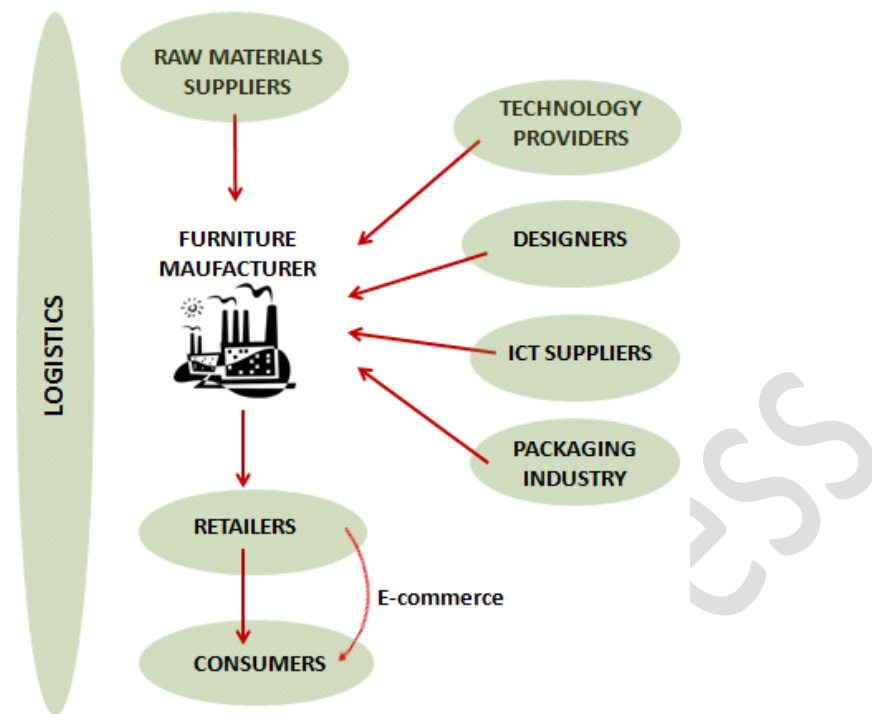 RAW MATERIALS
SUPPLIERS
TECHNOLOGY
PROVIDERS
FURNITURE
MAUFACTURER
DESIGNERS
LOGISTICS
ICT SUPPLIERS
PACKAGING
INDUSTRY
RETAILERS
E-commerce
CONSUMERS